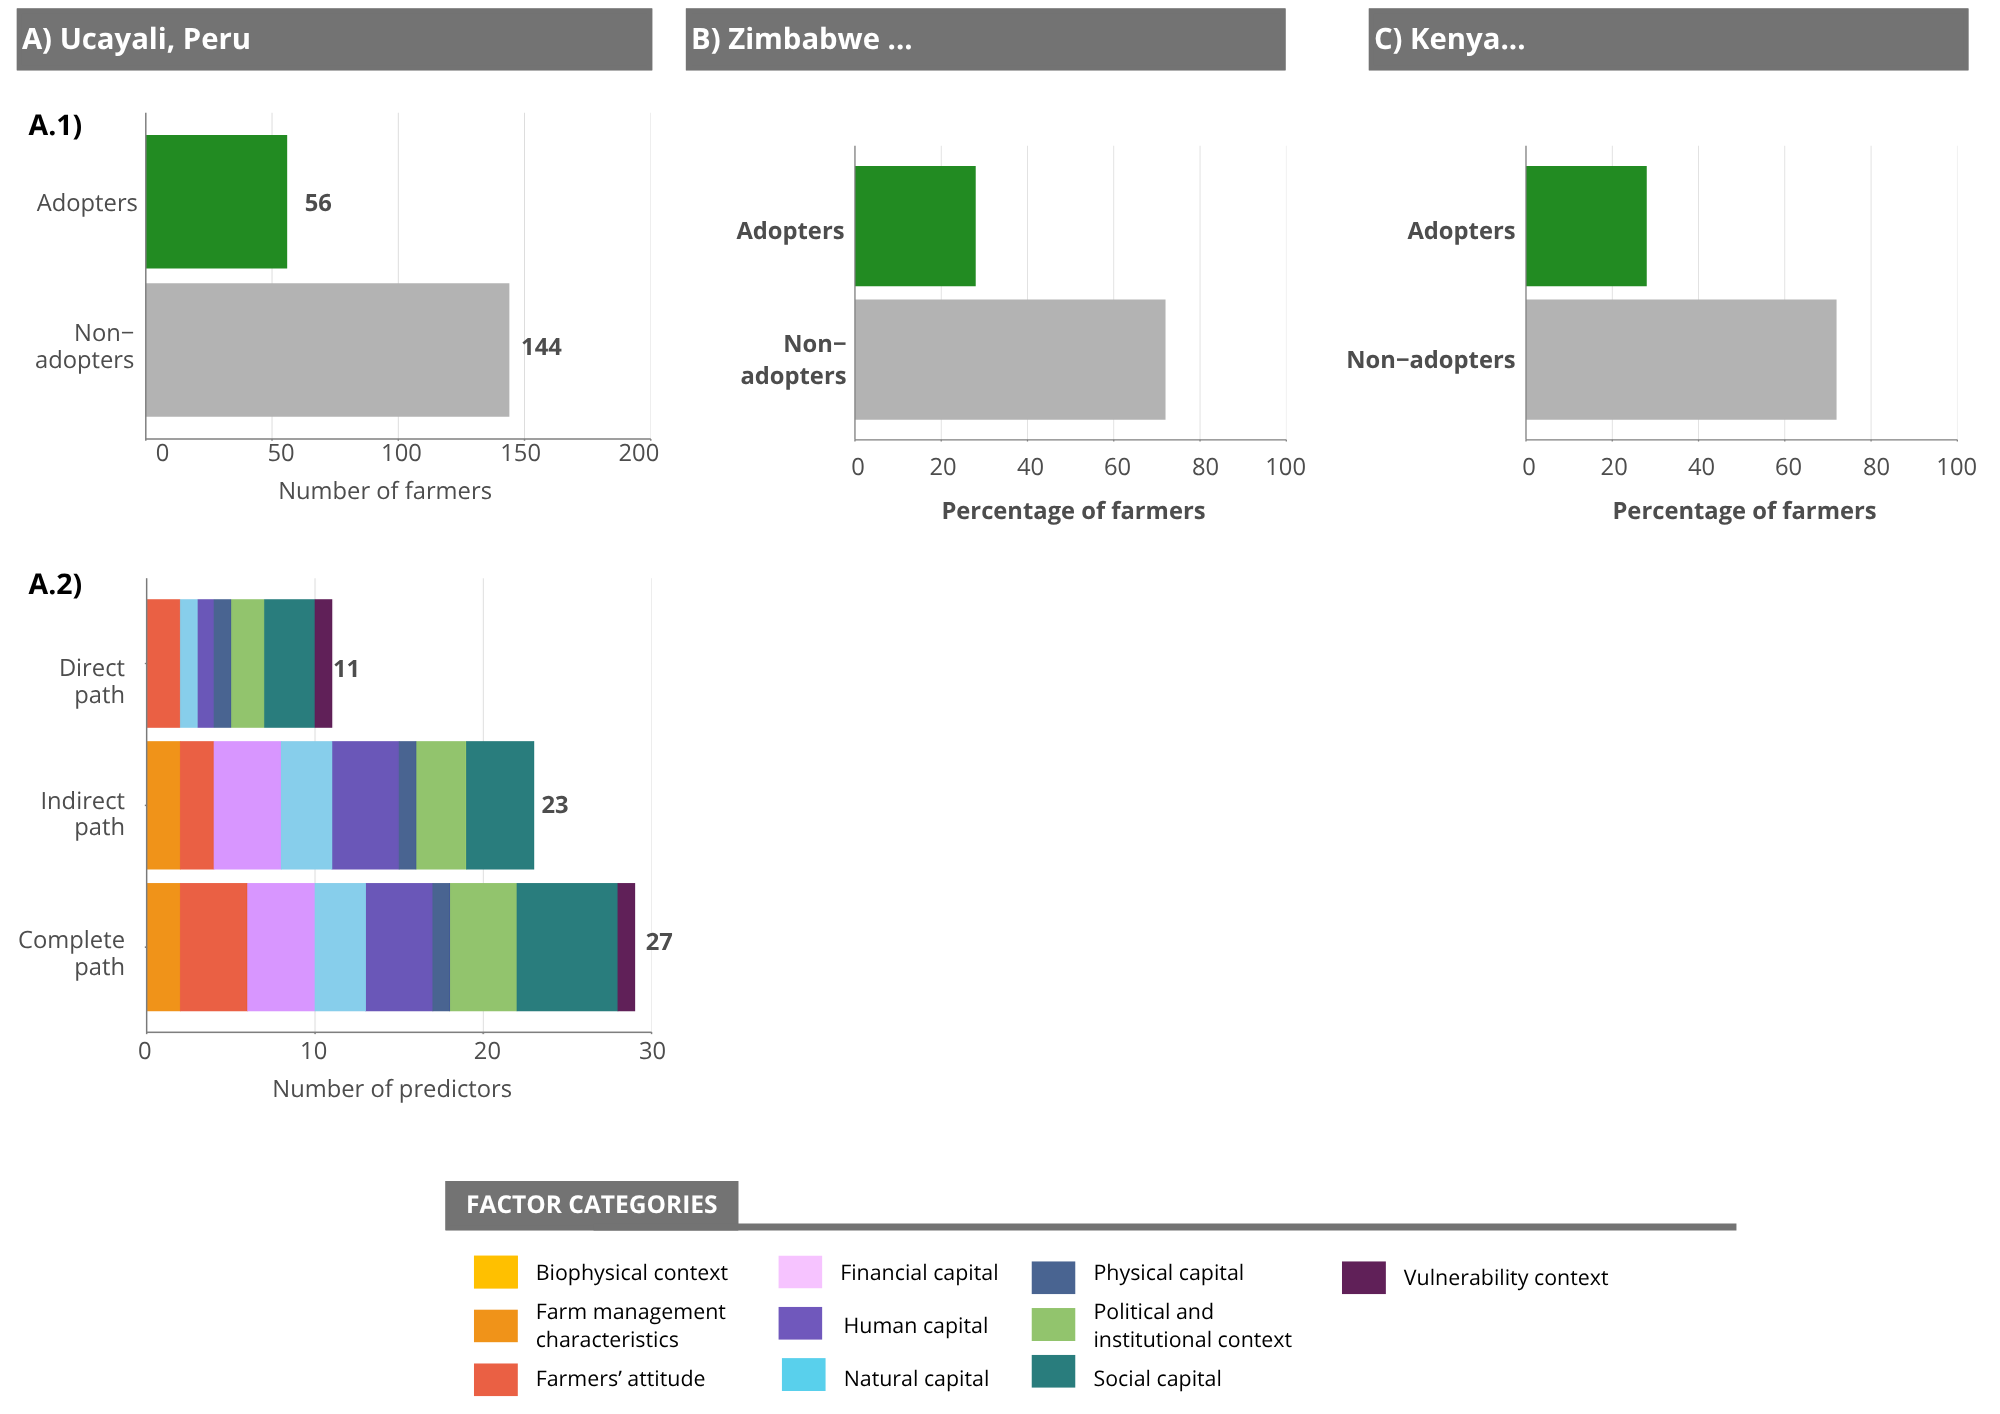 A) Ucayali, Peru
B) Zimbabwe ...
C) Kenya...
A.1)
Adopters
56
Non−
adopters
144
0 50 100 150 200
Number of farmers
Adopters
Non−
adopters
0 20 40 60 80 100
Percentage of farmers
Adopters
Non−adopters
0 20 40 60 80 100
Percentage of farmers
A.2)
Direct
path
11
Indirect
path
23
Complete
path
27
0 10 20 30
Number of predictors
FACTOR CATEGORIES
Biophysical context
Farm management
characteristics
Farmers’ attitude
Financial capital
Human capital
Natural capital
Physical capital
Political and
institutional context
Social capital
Vulnerability context